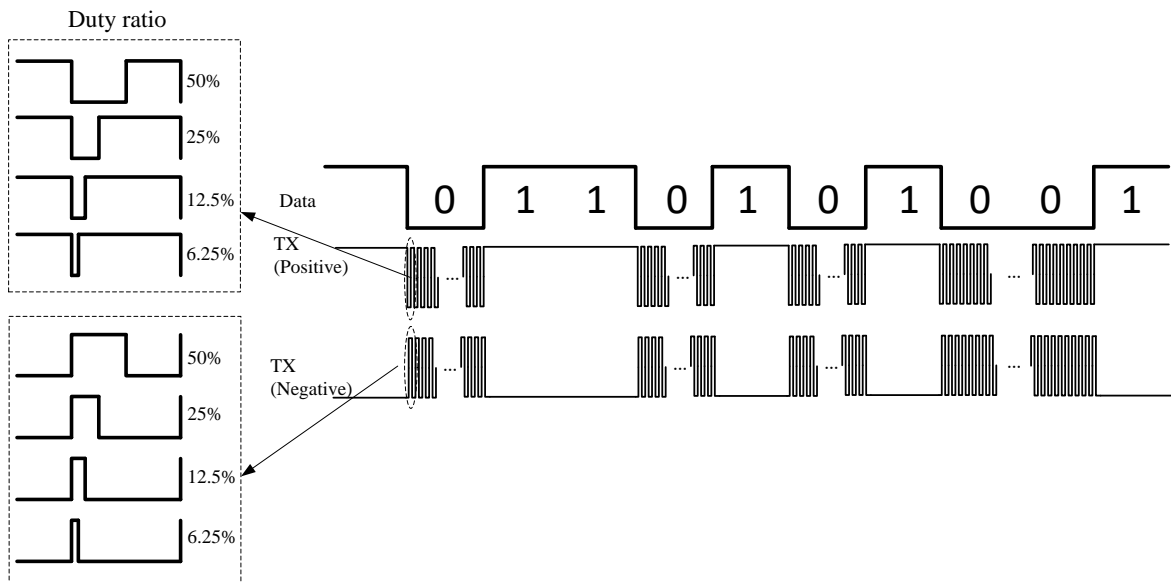 Duty ratio
50%
25%
12.5%
6.25%
50%
25%
12.5%
6.25%
Data
0 1 1 0 1 0 1 0 0 1
TX
(Positive)
... ... ... ...
TX
(Negative)
... ... ... ...